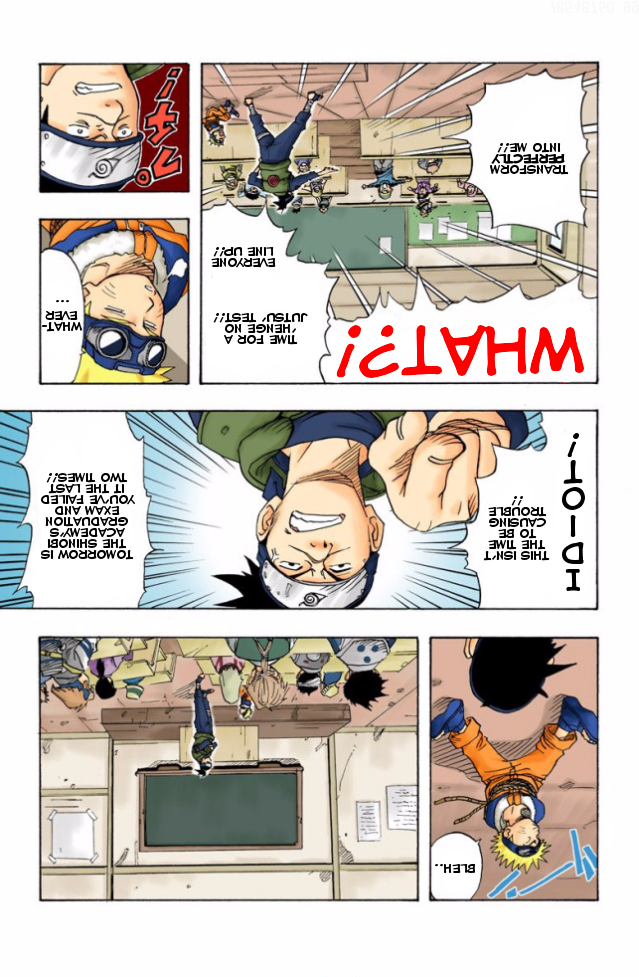 BLEH..
TOMORROW IS
THE SHINOBI
ACADEMY'S
GRADUATION
EXAM AND
YOU'VE FAILED
IT THE LAST
TWO TIMES!!
THIS ISN'T
THE TIME
TO BE
CAUSING
TROUBLE
!!
IDIOT!
WHAT-
EVER
...
WHAT?!
TIME FOR A
'HENGE NO
JUTSU' TEST!!
EVERYONE
LINE UP!!
TRANSFORM
PERFECTLY
INTO ME!!